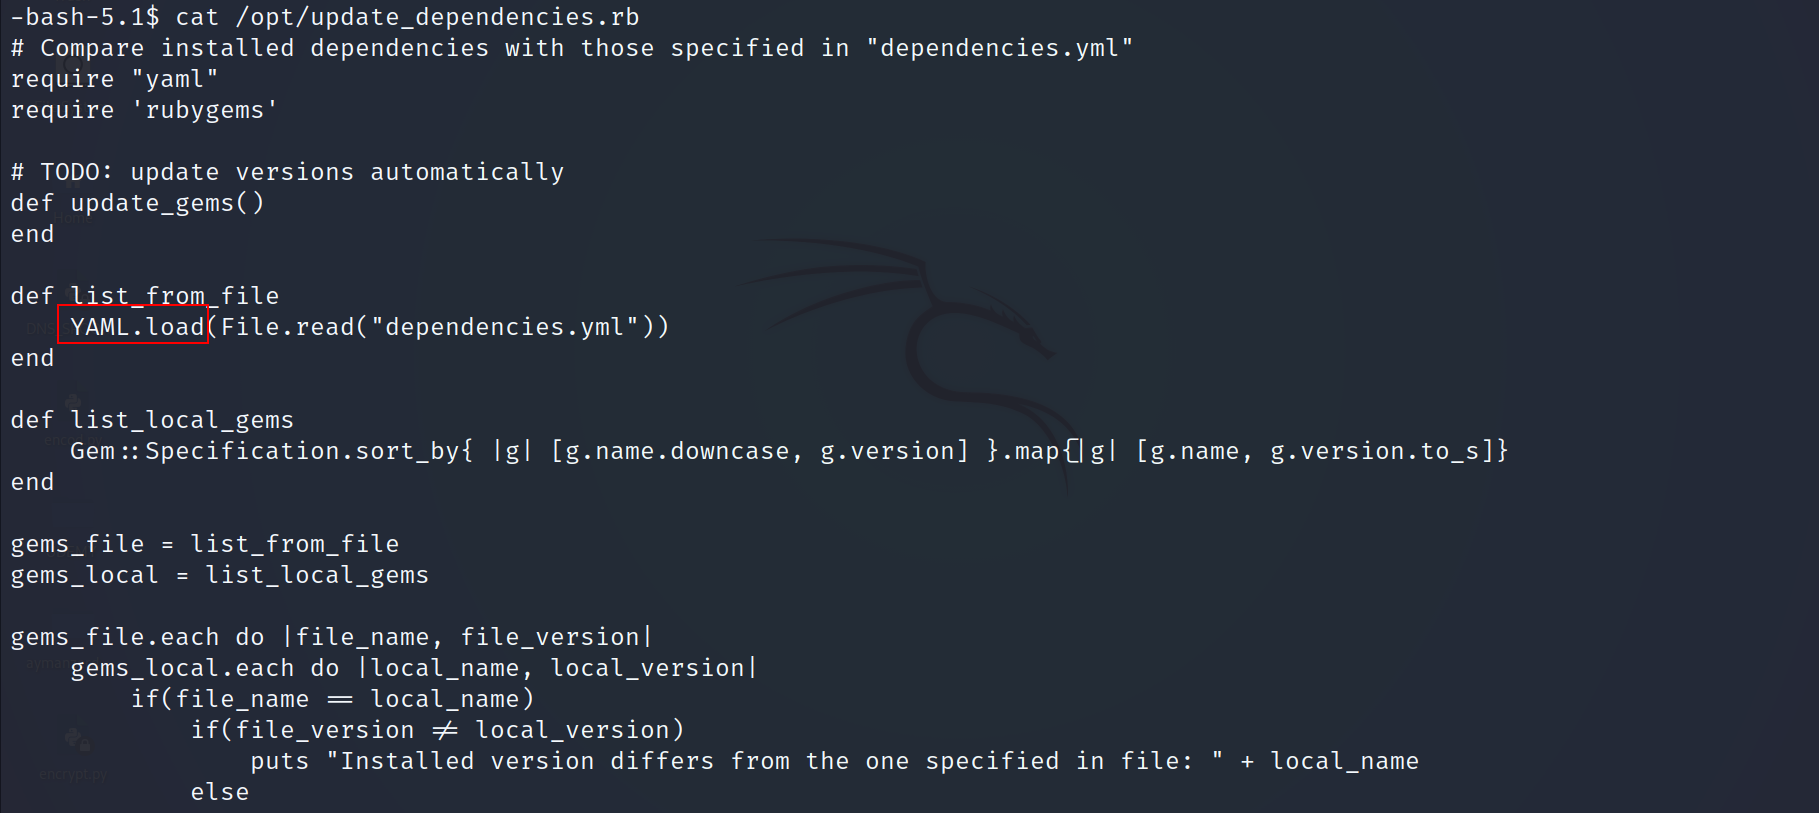 -bash-5.1$ cat /opt/update_dependencies.rb
# Compare installed dependencies with those specified in "dependencies.yml"
require "yaml"
require 'rubygems'

# TODO: update versions automatically
def update_gems()
end

def list_from_file
    YAML.load(File.read("dependencies.yml"))
end

def list_local_gems
    Gem::Specification.sort_by{ |g| [g.name.downcase, g.version] }.map{|g| [g.name, g.version.to_s]}
end

gems_file = list_from_file
gems_local = list_local_gems

gems_file.each do |file_name, file_version|
    gems_local.each do |local_name, local_version|
        if(file_name == local_name)
            if(file_version != local_version)
                puts "Installed version differs from the one specified in file: " + local_name
            else
encrypt.py